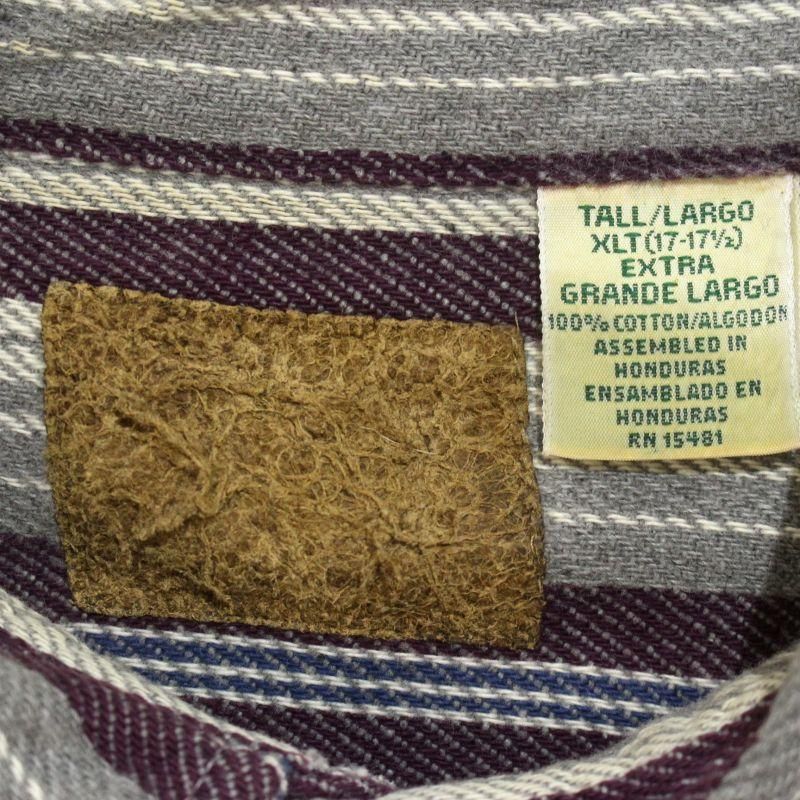 TALL/LARGO
XLT(17-17½)
EXTRA
GRANDE LARGO
100% COTTON/ALGODON
ASSEMBLED IN
HONDURAS
ENSAMBLADO EN
HONDURAS
RN 15481